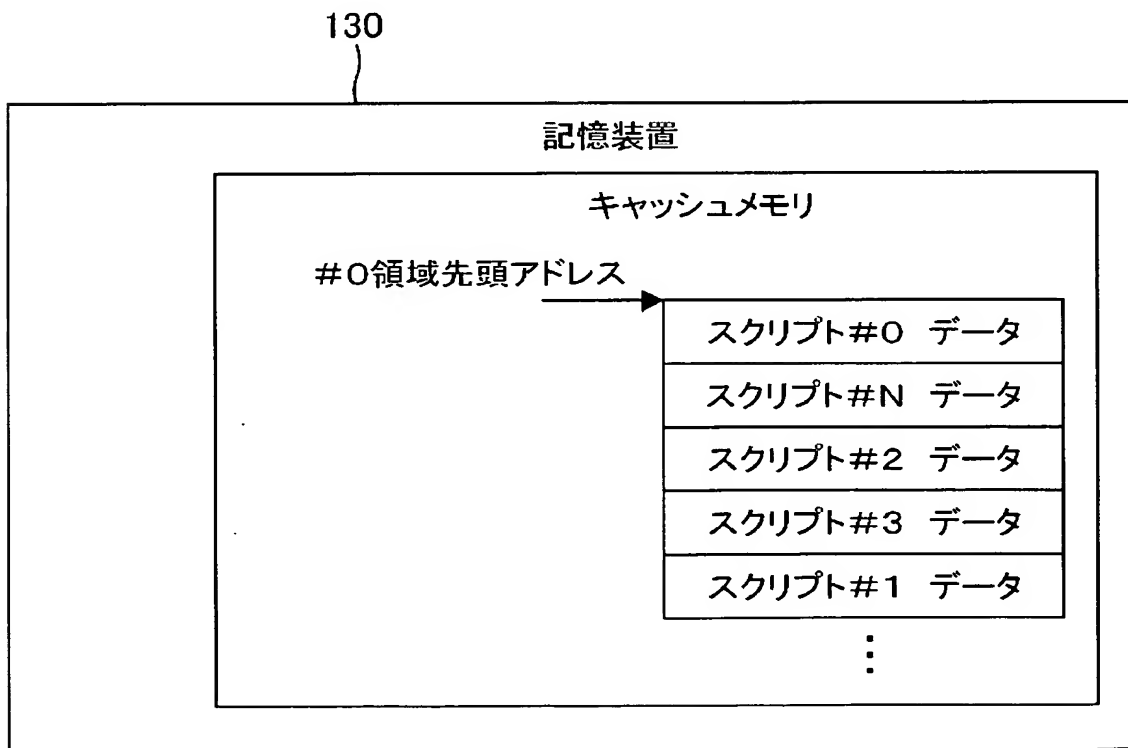 130
記憶装置
キャッシュメモリ
#0領域先頭アドレス
スクリプト#0 データ
スクリプト#N データ
スクリプト#2 データ
スクリプト#3 データ
スクリプト#1 データ
⋮